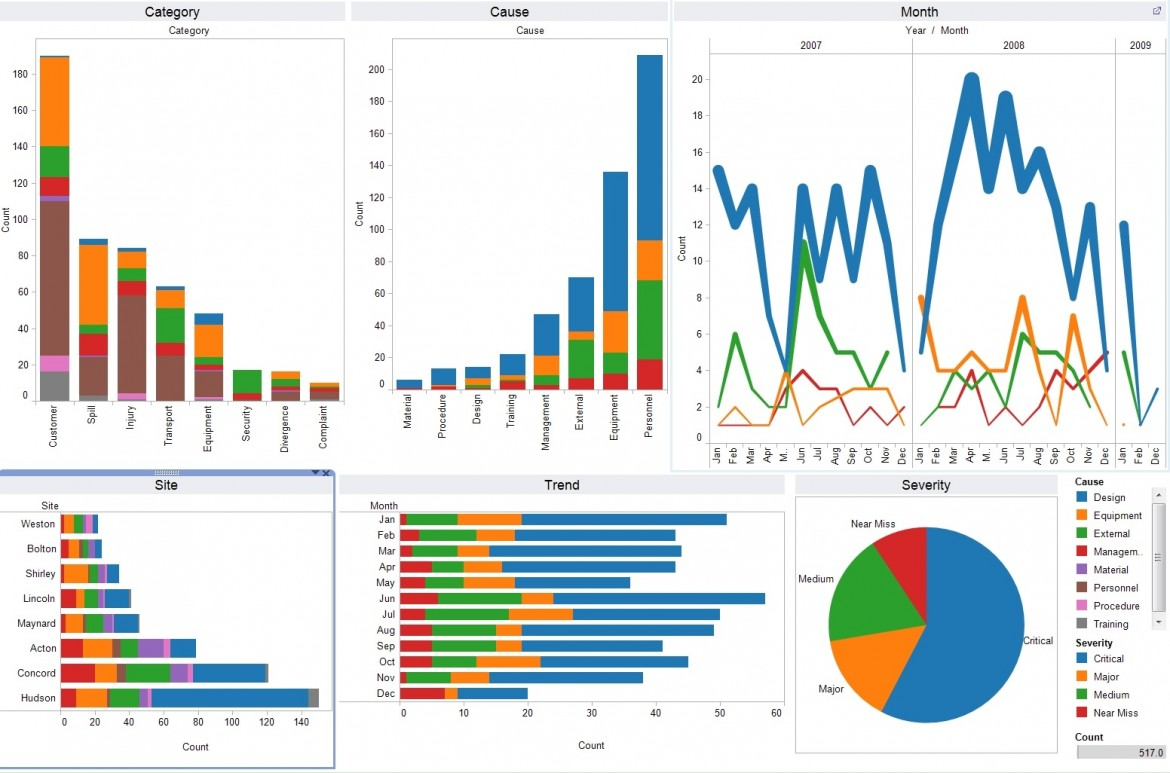 Category
Category
Count
180
160
140
120
100
80
60
40
20
0
Customer
Spill
Injury
Transpot
Equipment
Security
Divergence
Complaint
Cause
Cause
Count
200
180
160
140
120
100
80
60
40
20
0
Material
Procedure
Design
Training
Management
External
Equipment
Personnel
Month
Year / Month
2007 2008 2009
Count
20
18
16
14
12
10
8
6
4
2
0
Jan Feb Mar Apr M.. Jun Jul Aug Sep Oct Nov Dec Jan Feb Mar Apr M.. Jun Jul Aug Sep Oct Nov Dec Jan Feb Dec
Site
Site
Weston
Bolton
Shirley
Lincoln
Maynard
Acton
Concord
Hudson
0 20 40 60 80 100 120 140
Count
Trend
Month
Jan
Feb
Mar
Apr
May
Jun
Jul
Aug
Sep
Oct
Nov
Dec
0 10 20 30 40 50 60
Count
Severity
Near Miss
Medium
Critical
Major
Cause
Design
Equipment
External
Managem..
Material
Personnel
Procedure
Training
Severity
Critical
Major
Medium
Near Miss
Count
517.0